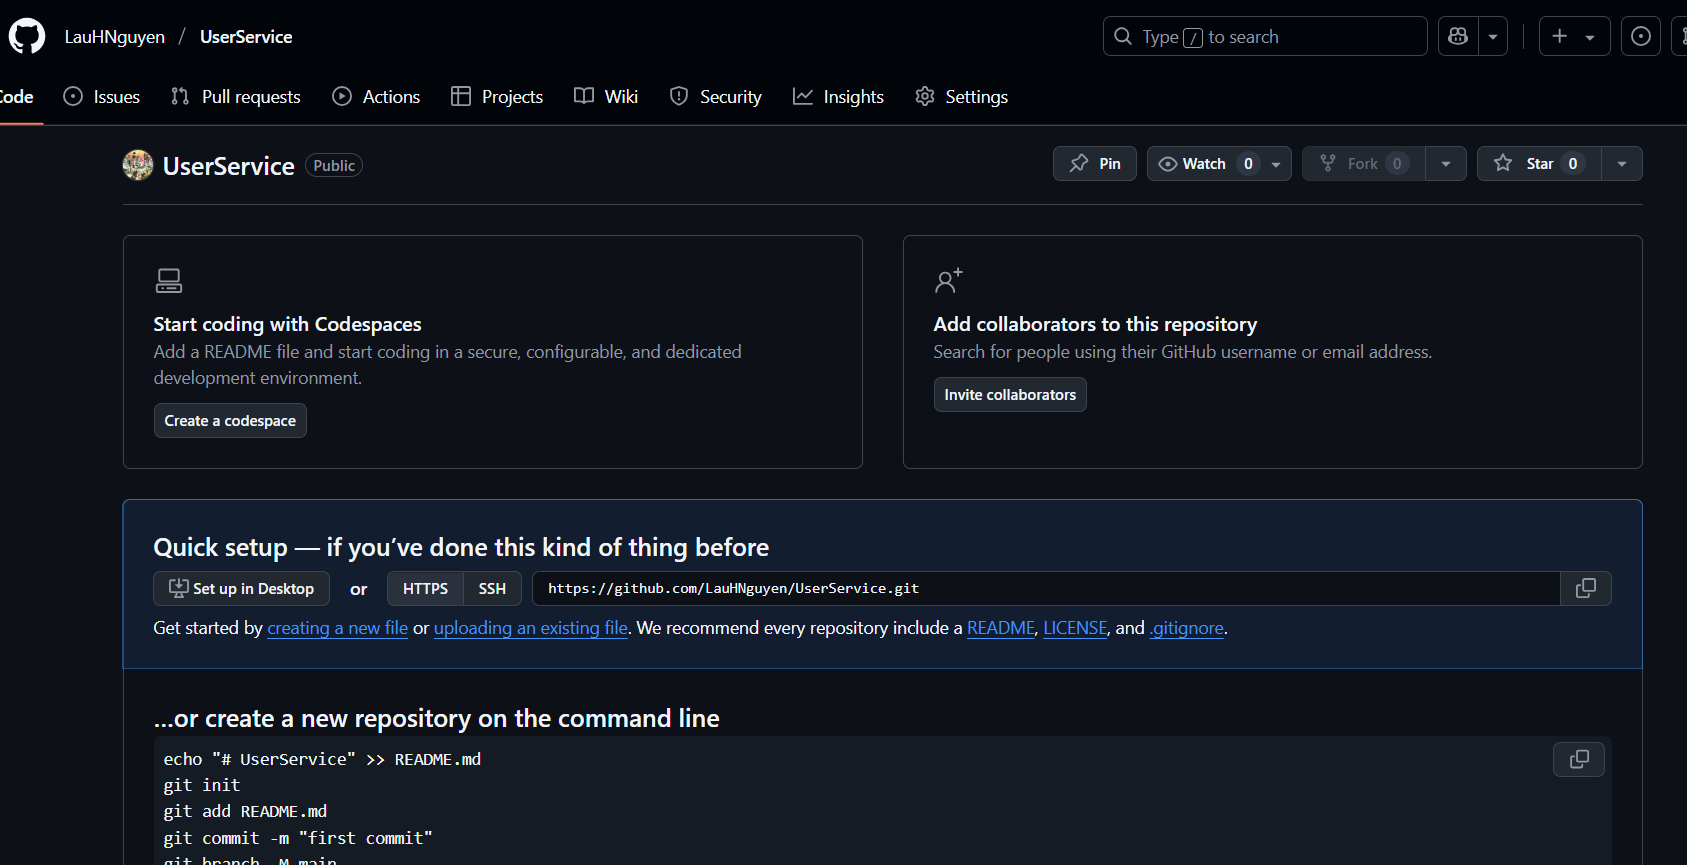 LauHNguyen / UserService
Type / to search
Code Issues Pull requests Actions Projects Wiki Security Insights Settings
UserService Public
Pin Watch 0 Fork 0 Star 0
Start coding with Codespaces
Add a README file and start coding in a secure, configurable, and dedicated
development environment.
Create a codespace
Add collaborators to this repository
Search for people using their GitHub username or email address.
Invite collaborators
Quick setup — if you’ve done this kind of thing before
Set up in Desktop or HTTPS SSH https://github.com/LauHNguyen/UserService.git
Get started by creating a new file or uploading an existing file. We recommend every repository include a README, LICENSE, and .gitignore.
…or create a new repository on the command line
echo "# UserService" >> README.md
git init
git add README.md
git commit -m "first commit"
git branch -M main